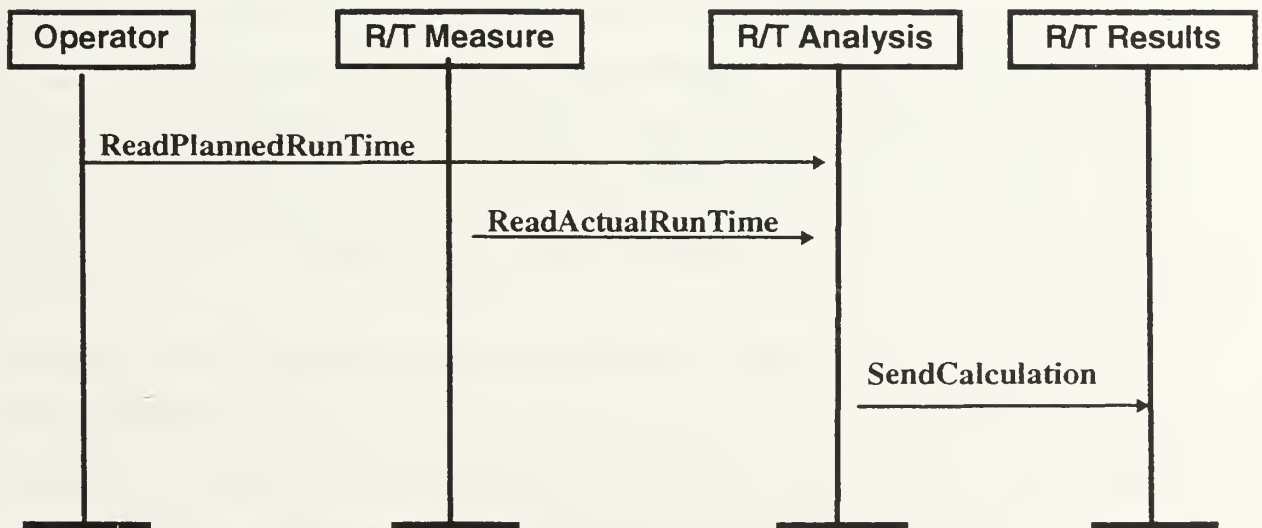 Operator
R/T Measure
R/T Analysis
R/T Results
ReadPlannedRunTime
ReadActualRunTime
SendCalculation